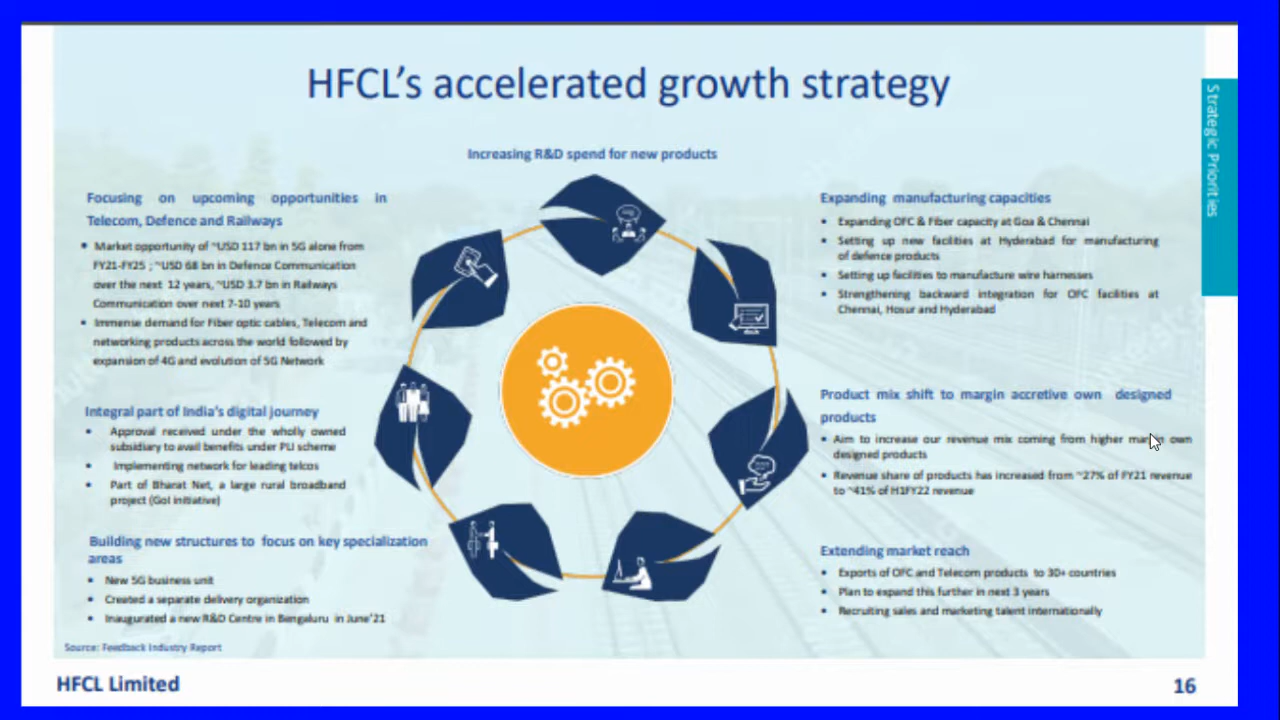 HFCL's accelerated growth strategy
Strategic Priorities
Increasing R&D spend for new products
Focusing on upcoming opportunities in
Telecom, Defence and Railways
• Market opportunity of ~USD 117 bn in 5G alone from
FY21-FY25 ; ~USD 68 bn in Defence Communication
over the next 12 years, ~USD 3.7 bn in Railways
Communication over next 7-10 years
• Immense demand for Fiber optic cables, Telecom and
networking products across the world followed by
expansion of 4G and evolution of 5G Network
Integral part of India's digital journey
• Approval received under the wholly owned
subsidiary to avail benefits under PLI scheme
• Implementing network for leading telcos
• Part of Bharat Net, a large rural broadband
project (GoI initiative)
Building new structures to focus on key specialization
areas
• New 5G business unit
• Created a separate delivery organization
• Inaugurated a new R&D Centre in Bengaluru in June'21
Expanding manufacturing capacities
• Expanding OFC & Fiber capacity at Goa & Chennai
• Setting up new facilities at Hyderabad for manufacturing
of defence products
• Setting up facilities to manufacture wire harnesses
• Strengthening backward integration for OFC facilities at
Chennai, Hosur and Hyderabad
Product mix shift to margin accretive own designed
products
• Aim to increase our revenue mix coming from higher margin own
designed products
• Revenue share of products has increased from ~27% of FY21 revenue
to ~41% of H1FY22 revenue
Extending market reach
• Exports of OFC and Telecom products to 30+ countries
• Plan to expand this further in next 3 years
• Recruiting sales and marketing talent internationally
Source: Feedback Industry Report
HFCL Limited
16